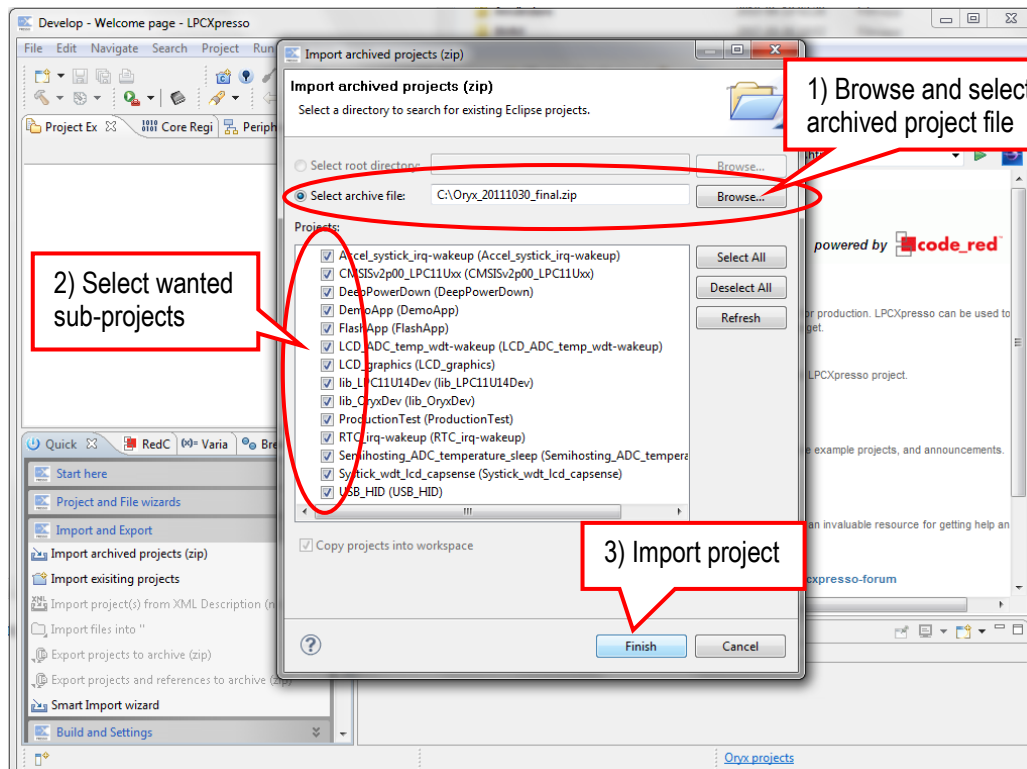 Develop - Welcome page - LPCXpresso
File Edit Navigate Search Project Run
Import archived projects (zip)
Import archived projects (zip)
Select a directory to search for existing Eclipse projects.
1) Browse and select
archived project file
Project Ex
Core Regi
Periph
Select root directory:
Browse...
Select archive file:
C:\Oryx_20111030_final.zip
Browse...
Projects:
Accel_systick_irq-wakeup (Accel_systick_irq-wakeup)
CMSISv2p00_LPC11Uxx (CMSISv2p00_LPC11Uxx)
DeepPowerDown (DeepPowerDown)
DemoApp (DemoApp)
FlashApp (FlashApp)
LCD_ADC_temp_wdt-wakeup (LCD_ADC_temp_wdt-wakeup)
LCD_graphics (LCD_graphics)
lib_LPC11U14Dev (lib_LPC11U14Dev)
lib_OryxDev (lib_OryxDev)
ProductionTest (ProductionTest)
RTC_irq-wakeup (RTC_irq-wakeup)
Semihosting_ADC_temperature_sleep (Semihosting_ADC_tempera
Systick_wdt_lcd_capsense (Systick_wdt_lcd_capsense)
USB_HID (USB_HID)
Select All
Deselect All
Refresh
2) Select wanted
sub-projects
powered by code_red
or production. LPCXpresso can be used to
get.
LPCXpresso project.
e example projects, and announcements.
an invaluable resource for getting help an
cxpresso-forum
Copy projects into workspace
3) Import project
Finish
Cancel
Quick
RedC
(x)= Varia
Bre
Start here
Project and File wizards
Import and Export
Import archived projects (zip)
Import exisiting projects
Import project(s) from XML Description (n
Import files into ''
Export projects to archive (zip)
Export projects and references to archive (zip)
Smart Import wizard
Build and Settings
Oryx projects